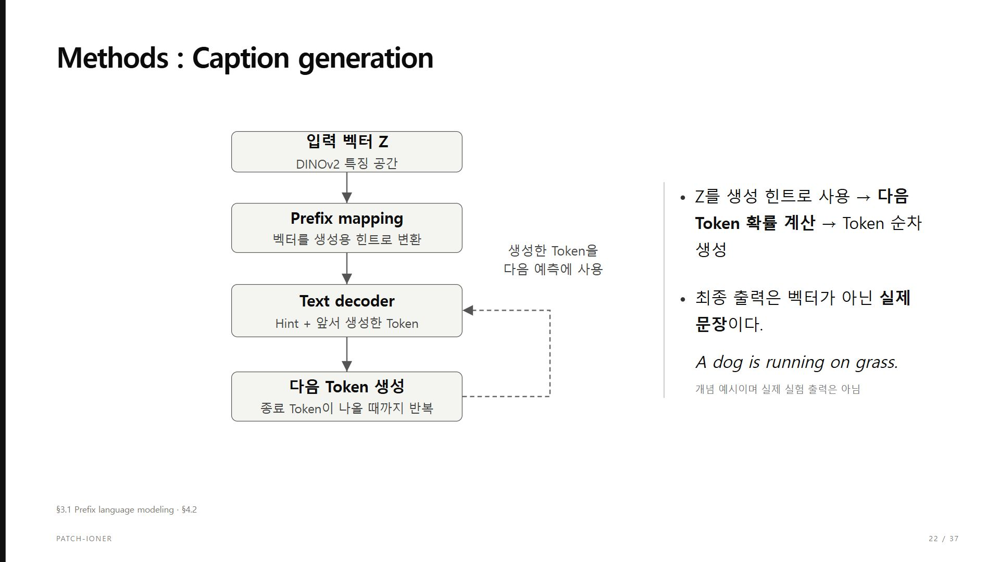 Methods : Caption generation
입력 벡터 Z
DINOv2 특징 공간
Prefix mapping
벡터를 생성용 힌트로 변환
생성한 Token을
다음 예측에 사용
Text decoder
Hint + 앞서 생성한 Token
다음 Token 생성
종료 Token이 나올 때까지 반복
• Z를 생성 힌트로 사용 → 다음
Token 확률 계산 → Token 순차
생성
• 최종 출력은 벡터가 아닌 실제
문장이다.
A dog is running on grass.
개념 예시이며 실제 실험 출력은 아님
§3.1 Prefix language modeling · §4.2
PATCH-IONER
22 / 37